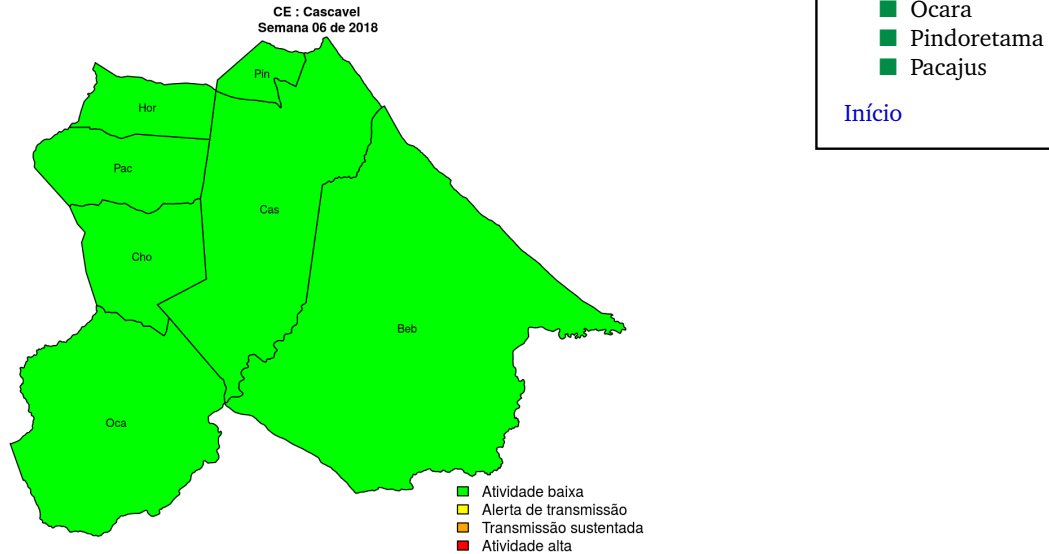 CE : Cascavel
Semana 06 de 2018
Pin
Hor
Pac
Cas
Cho
Beb
Oca
Atividade baixa
Alerta de transmissão
Transmissão sustentada
Atividade alta
Ocara
Pindoretama
Pacajus
Início